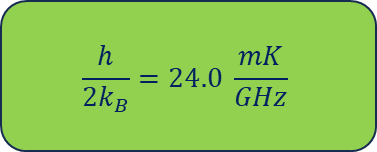 h/2k_B = 24.0 mK/GHz